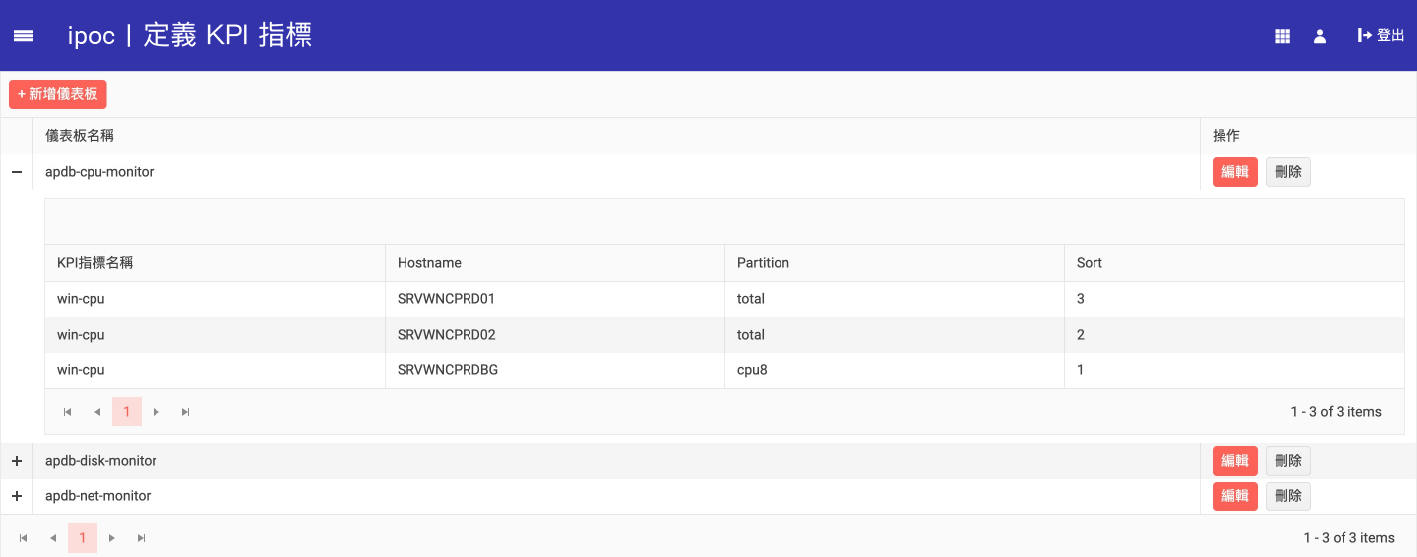 ipoc | 定義 KPI 指標
登出
+ 新增儀表板
儀表板名稱 操作
apdb-cpu-monitor 編輯 刪除
KPI指標名稱 Hostname Partition Sort
win-cpu SRVWNCPRD01 total 3
win-cpu SRVWNCPRD02 total 2
win-cpu SRVWNCPRDBG cpu8 1
1 1 - 3 of 3 items
apdb-disk-monitor 編輯 刪除
apdb-net-monitor 編輯 刪除
1 1 - 3 of 3 items